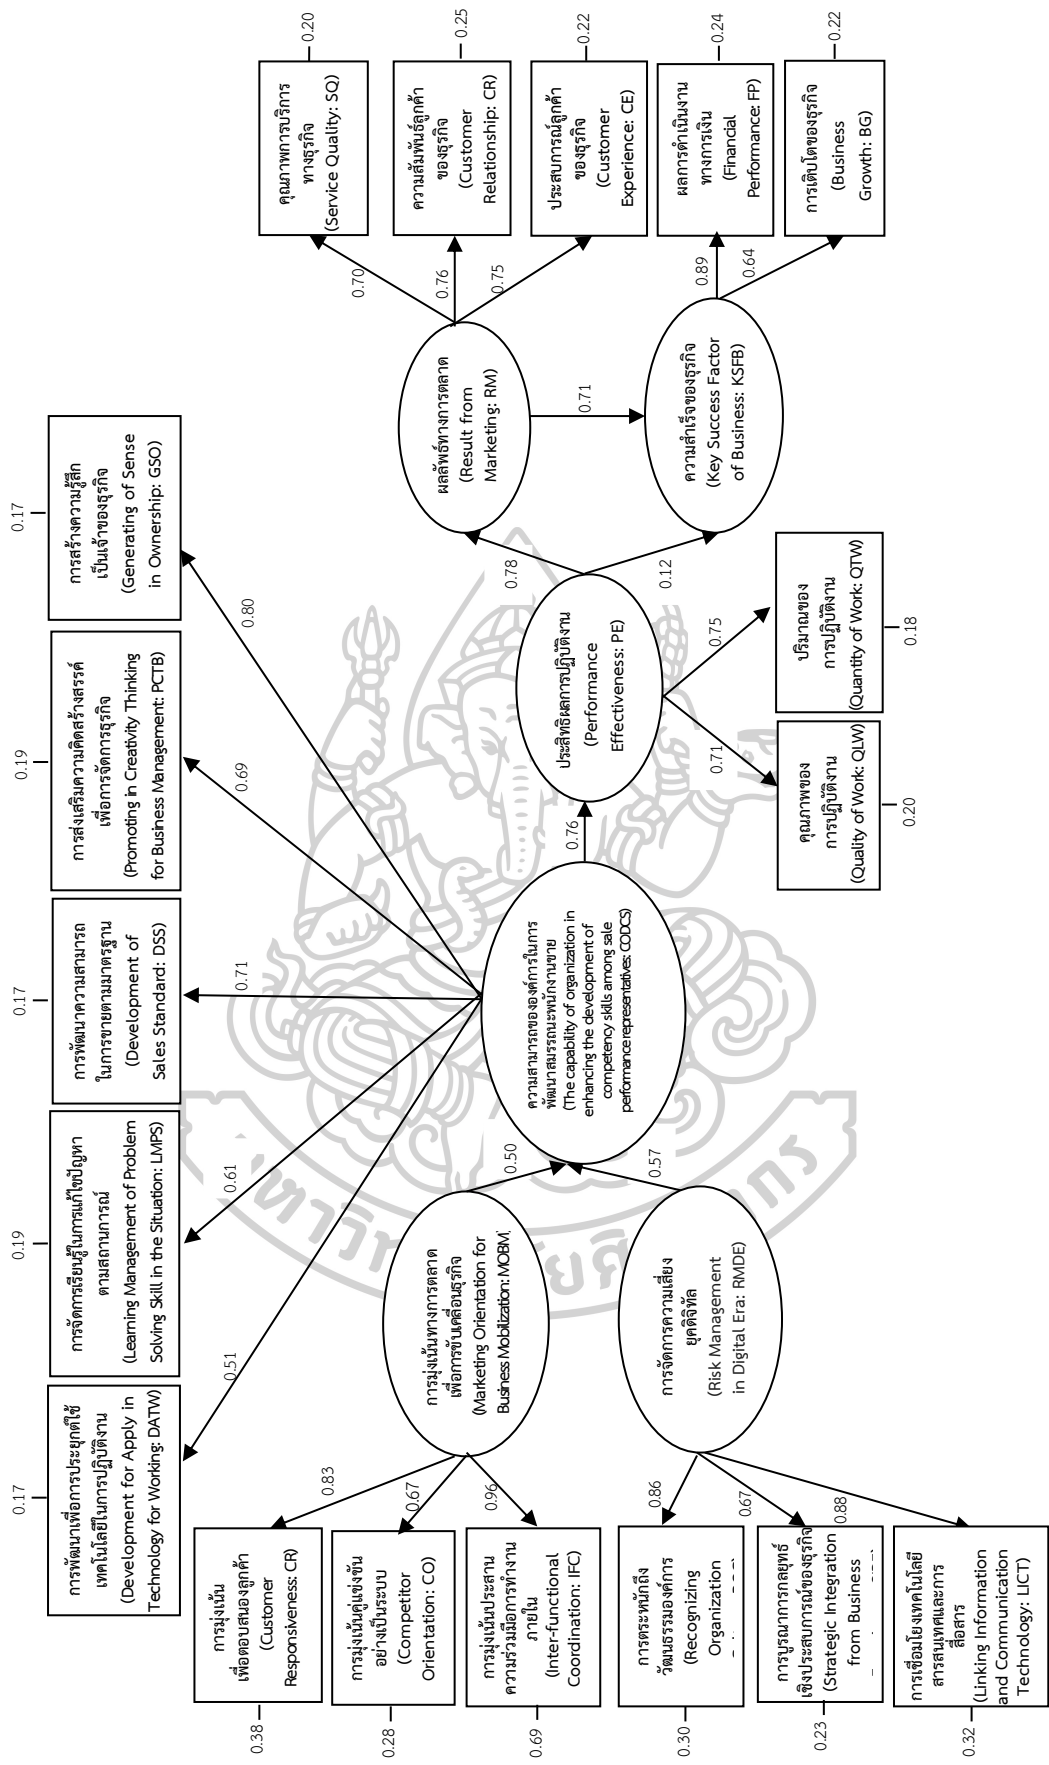 0.17
0.19
0.17
0.19
0.17
การพัฒนาเพื่อการประยุกต์ใช้
เทคโนโลยีในการปฏิบัติงาน
(Development for Apply in
Technology for Working: DATW)
การจัดการเรียนรู้ในการแก้ไขปัญหา
ตามสถานการณ์
(Learning Management of Problem
Solving Skill in the Situation: LMPS)
การพัฒนาความสามารถ
ในการขายตามมาตรฐาน
(Development of
Sales Standard: DSS)
การส่งเสริมความคิดสร้างสรรค์
เพื่อการจัดการธุรกิจ
(Promoting in Creativity Thinking
for Business Management: PCTB)
การสร้างความรู้สึก
เป็นเจ้าของธุรกิจ
(Generating of Sense
in Ownership: GSO)
0.51
0.61
0.71
0.69
0.80
0.38
การมุ่งเน้น
เพื่อตอบสนองลูกค้า
(Customer
Responsiveness: CR)
0.83
0.28
การมุ่งเน้นคู่แข่งขัน
อย่างเป็นระบบ
(Competitor
Orientation: CO)
0.67
0.69
การมุ่งเน้นประสาน
ความร่วมมือการทำงาน
ภายใน
(Inter-functional
Coordination: IFC)
0.96
การมุ่งเน้นทางการตลาด
เพื่อการขับเคลื่อนธุรกิจ
(Marketing Orientation for
Business Mobilization: MOBM
0.50
0.30
การตระหนักถึง
วัฒนธรรมองค์การ
(Recognizing
Organization
0.86
0.23
การบูรณาการกลยุทธ์
เชิงประสบการณ์ของธุรกิจ
(Strategic Integration
from Business
0.67
0.32
การเชื่อมโยงเทคโนโลยี
สารสนเทศและการ
สื่อสาร
(Linking Information
and Communication
Technology: LICT)
0.88
การจัดการความเสี่ยง
ยุคดิจิทัล
(Risk Management
in Digital Era: RMDE)
0.57
ความสามารถขององค์การในการ
พัฒนาสมรรถนะพนักงานขาย
(The capability of organization in
enhancing the development of
competency skills among sale
performance representatives: CODCS)
0.76
ประสิทธิผลการปฏิบัติงาน
(Performance
Effectiveness: PE)
0.71
0.75
คุณภาพของ
การปฏิบัติงาน
(Quality of Work: QLW)
0.20
ปริมาณของ
การปฏิบัติงาน
(Quantity of Work: QTW)
0.18
0.78
0.12
ผลลัพธ์ทางการตลาด
(Result from
Marketing: RM)
0.71
ความสำเร็จของธุรกิจ
(Key Success Factor
of Business: KSFB)
0.70
0.76
0.75
0.89
0.64
คุณภาพการบริการ
ทางธุรกิจ
(Service Quality: SQ)
0.20
ความสัมพันธ์ลูกค้า
ของธุรกิจ
(Customer
Relationship: CR)
0.25
ประสบการณ์ลูกค้า
ของธุรกิจ
(Customer
Experience: CE)
0.22
ผลการดำเนินงาน
ทางการเงิน
(Financial
Performance: FP)
0.24
การเติบโตของธุรกิจ
(Business
Growth: BG)
0.22